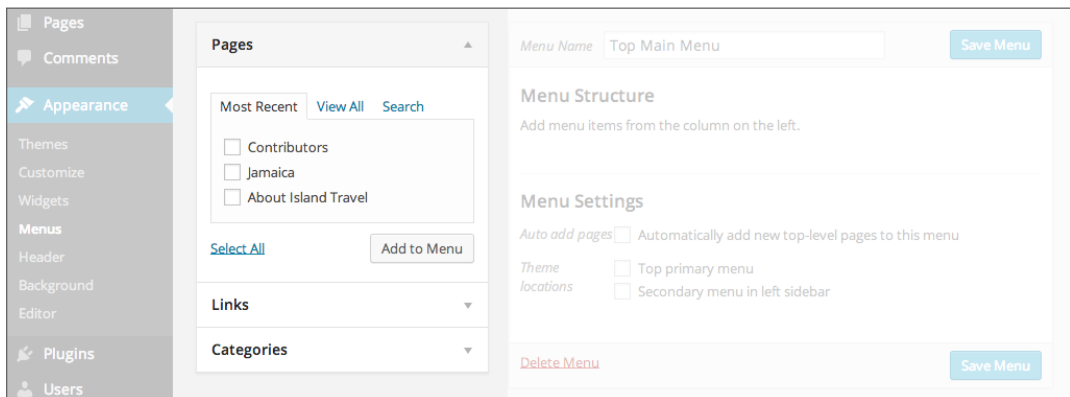 Pages
Comments
Appearance
Themes
Customize
Widgets
Menus
Header
Background
Editor
Plugins
Users
Pages
Most Recent View All Search
Contributors
Jamaica
About Island Travel
Select All Add to Menu
Links
Categories
Menu Name Top Main Menu Save Menu
Menu Structure
Add menu items from the column on the left.
Menu Settings
Auto add pages Automatically add new top-level pages to this menu
Theme locations Top primary menu
Secondary menu in left sidebar
Delete Menu Save Menu